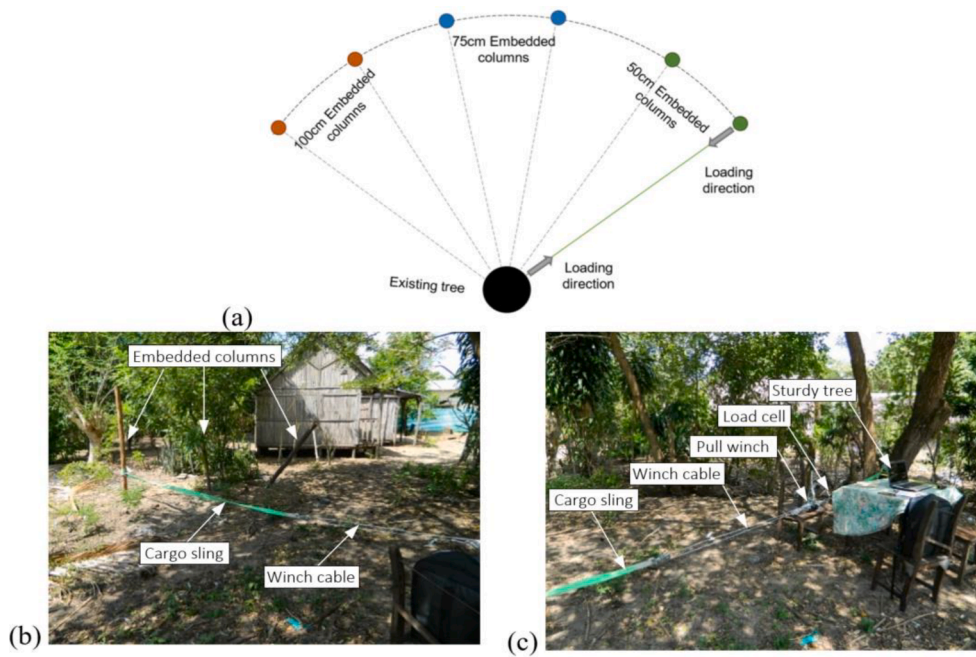 75cm Embedded
columns
100cm Embedded
columns
50cm Embedded
columns
Loading
direction
Existing tree
Loading
direction
(a)
Embedded columns
Cargo sling
Winch cable
(b)
Sturdy tree
Load cell
Pull winch
Winch cable
Cargo sling
(c)